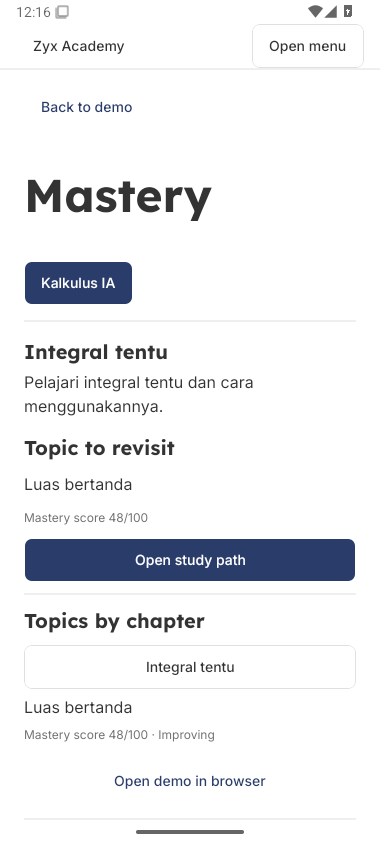 12:16
Zyx Academy
Open menu
Back to demo
Mastery
Kalkulus IA
Integral tentu
Pelajari integral tentu dan cara
menggunakannya.
Topic to revisit
Luas bertanda
Mastery score 48/100
Open study path
Topics by chapter
Integral tentu
Luas bertanda
Mastery score 48/100 · Improving
Open demo in browser